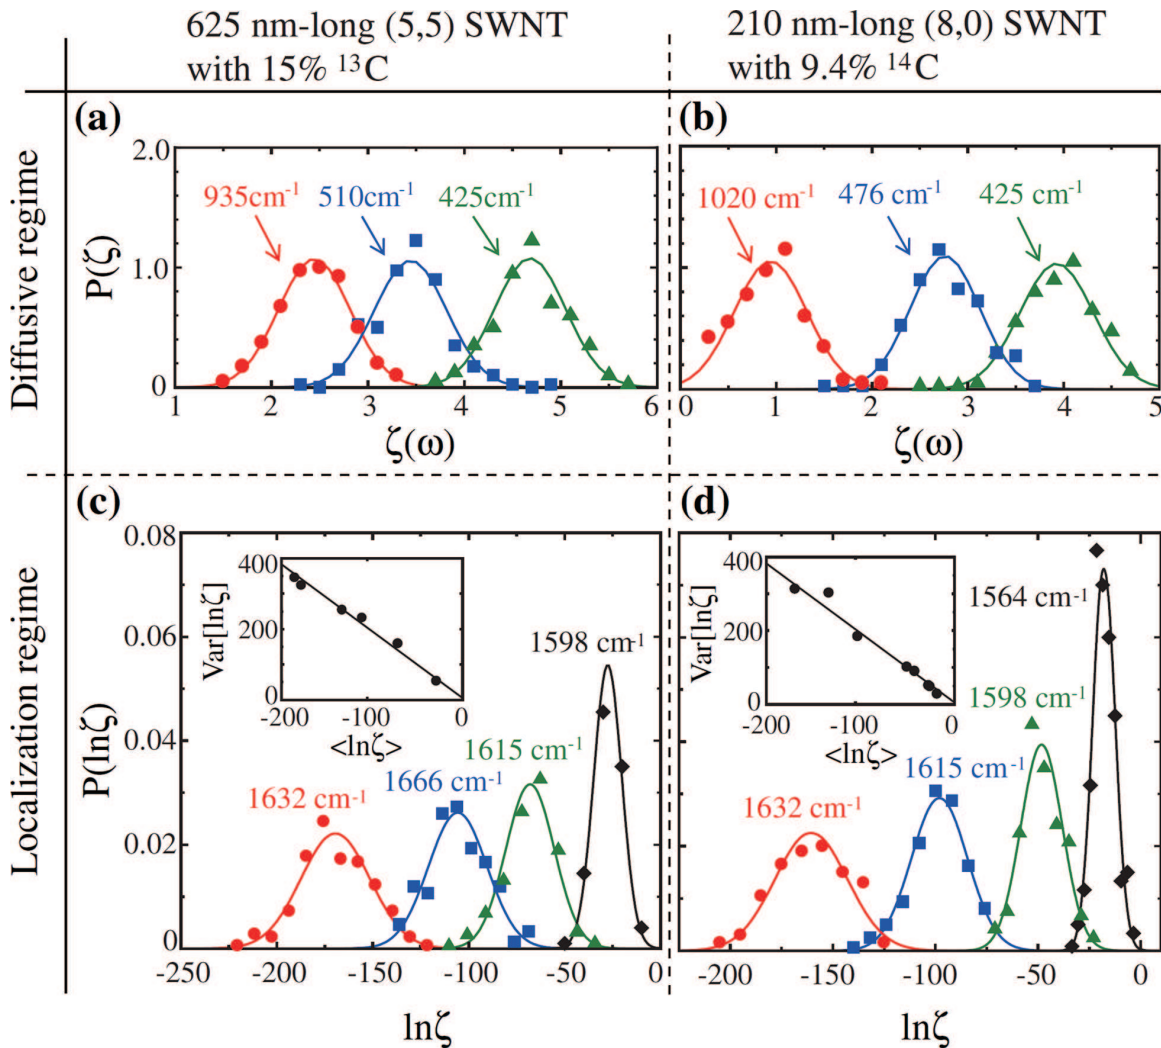 625 nm-long (5,5) SWNT
with 15% ¹³C
210 nm-long (8,0) SWNT
with 9.4% ¹⁴C
Diffusive regime
(a)
P(ζ)
2.0
1.0
0
935cm⁻¹
510cm⁻¹
425cm⁻¹
1 2 3 4 5 6
ζ(ω)
(b)
1020 cm⁻¹
476 cm⁻¹
425 cm⁻¹
0 1 2 3 4 5
ζ(ω)
Localization regime
(c)
P(lnζ)
0.08
0.06
0.04
0.02
0
Var[lnζ]
400
200
0
-200 -100 0
<lnζ>
1598 cm⁻¹
1615 cm⁻¹
1666 cm⁻¹
1632 cm⁻¹
-250 -200 -150 -100 -50 0
lnζ
(d)
Var[lnζ]
400
200
0
-200 -100 0
<lnζ>
1564 cm⁻¹
1598 cm⁻¹
1615 cm⁻¹
1632 cm⁻¹
-200 -150 -100 -50 0
lnζ